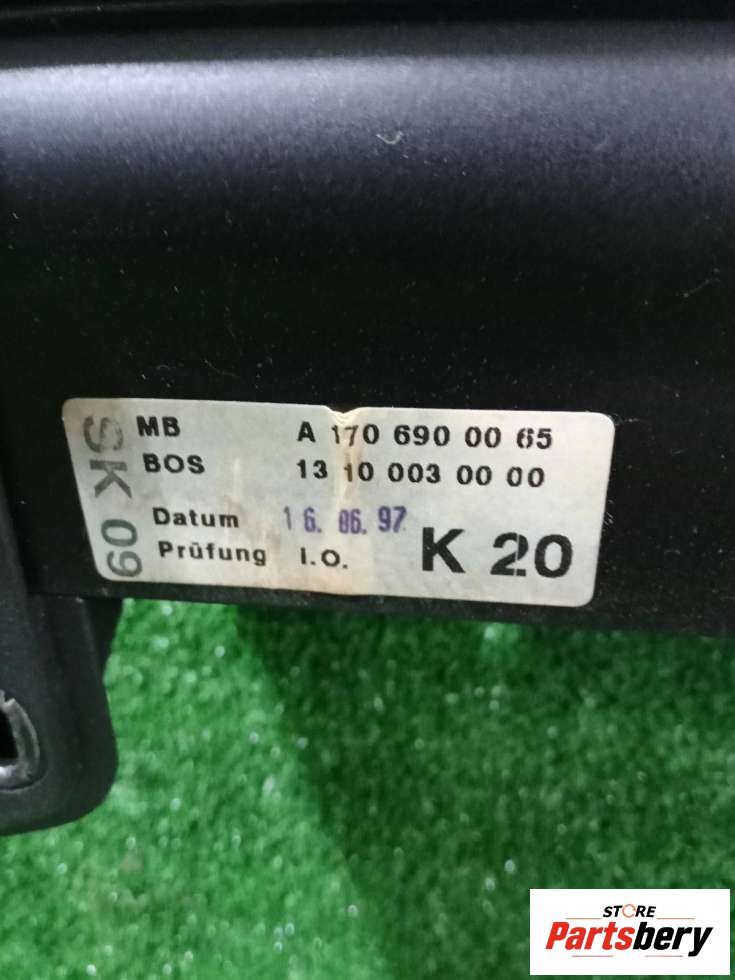 SK 09
MB A 170 690 00 65
BOS 13 10 003 00 00
Datum 16. 06. 97
Prüfung I.O. K 20
STORE
Partsbery